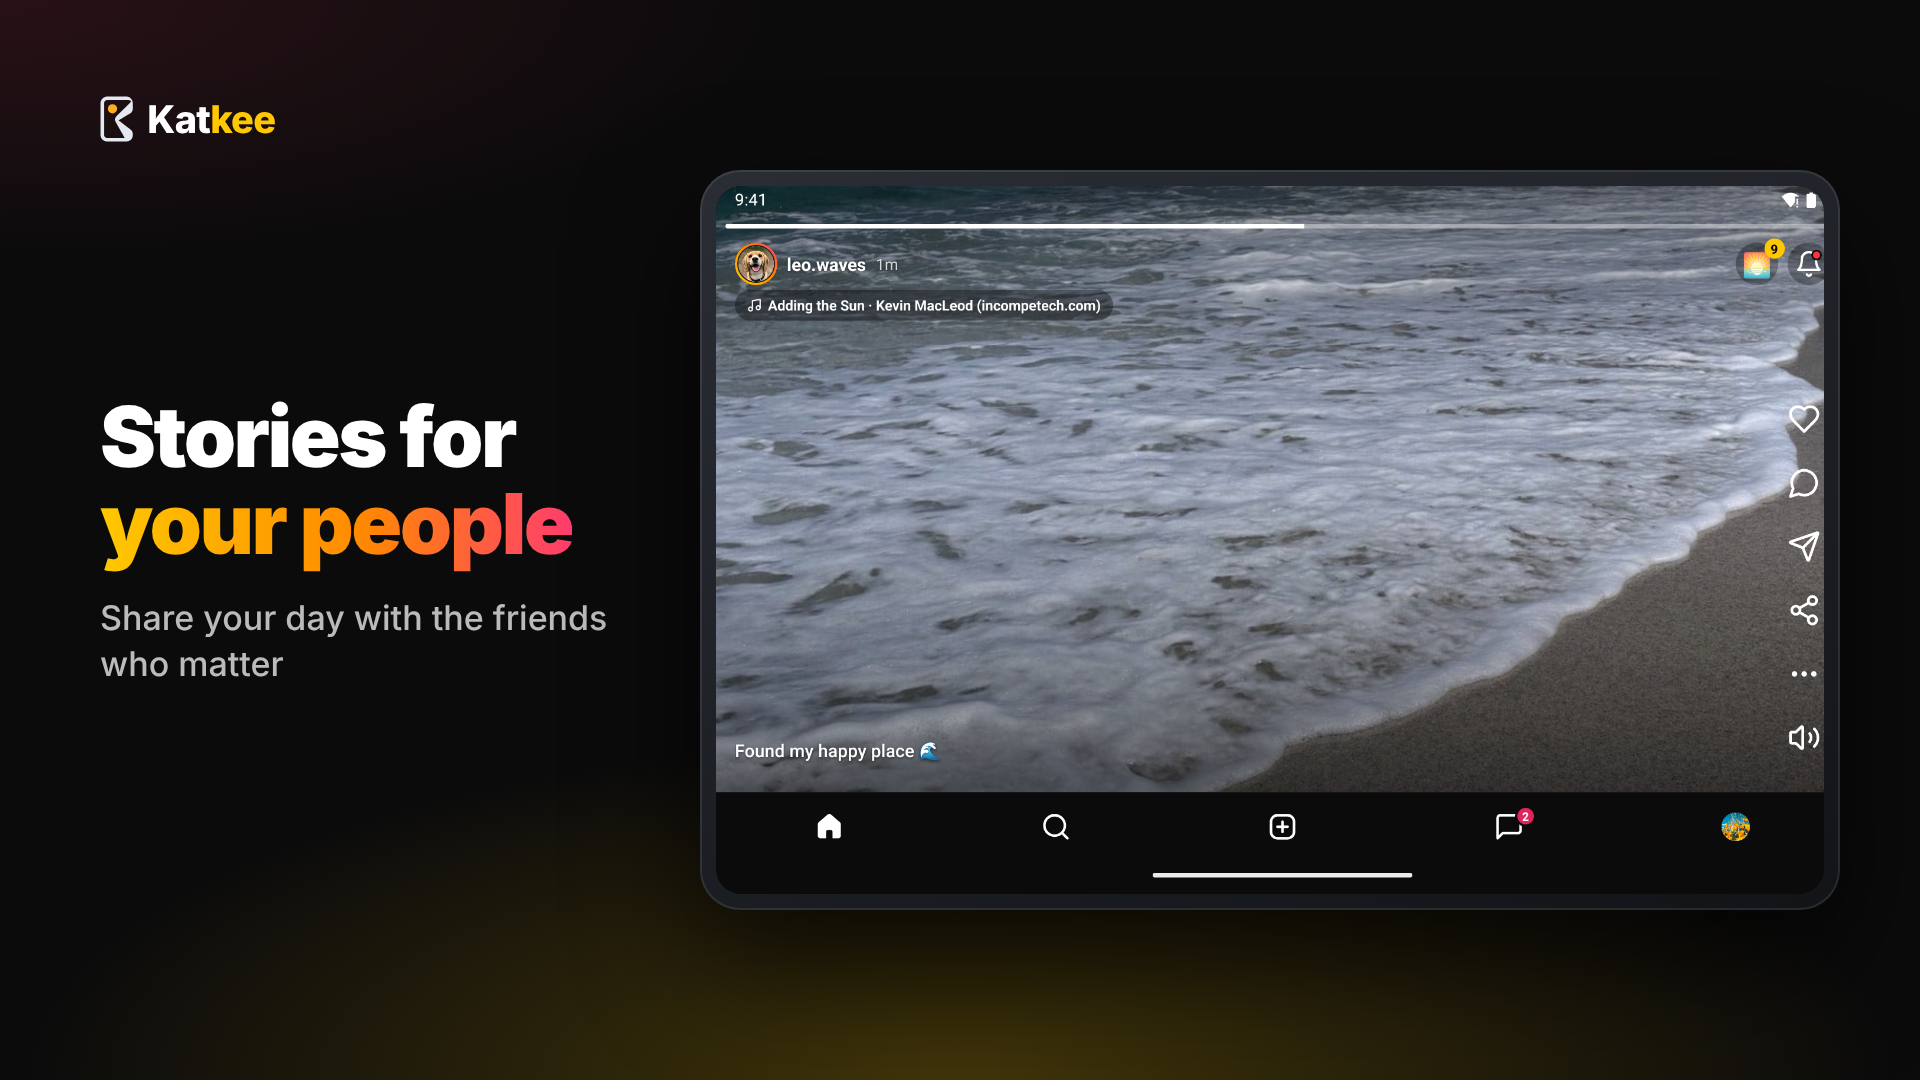 Katkee
Stories for
your people
Share your day with the friends
who matter
9:41
leo.waves 1m
9
Adding the Sun · Kevin MacLeod (incompetech.com)
Found my happy place 🌊
2